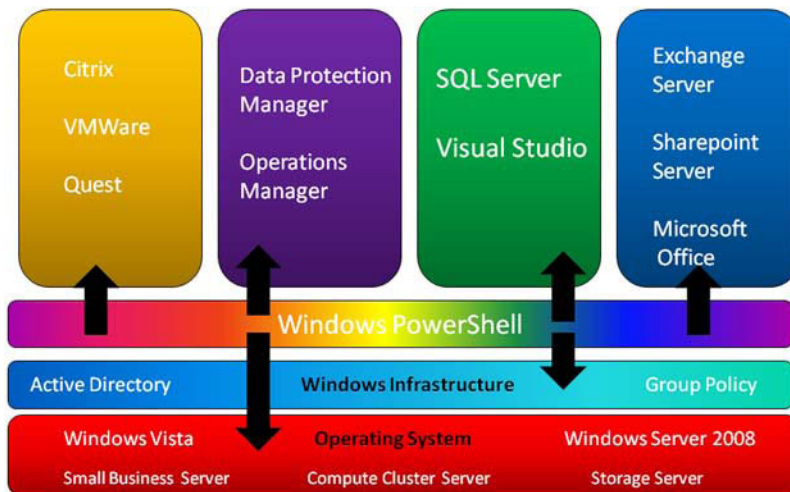 Citrix
VMWare
Quest
Data Protection
Manager
Operations
Manager
SQL Server
Visual Studio
Exchange
Server
Sharepoint
Server
Microsoft
Office
Windows PowerShell
Active Directory
Windows Infrastructure
Group Policy
Windows Vista
Operating System
Windows Server 2008
Small Business Server
Compute Cluster Server
Storage Server